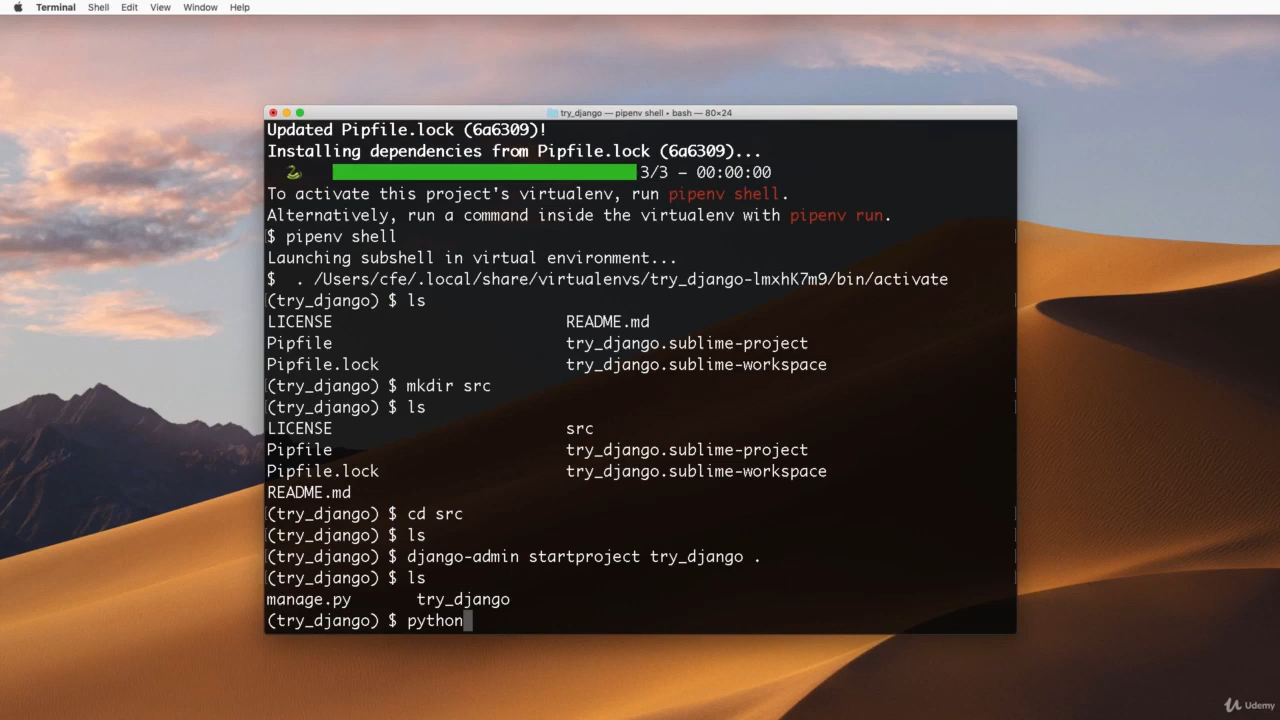 Terminal Shell Edit View Window Help
try_django — pipenv shell • bash — 80×24
Updated Pipfile.lock (6a6309)!
Installing dependencies from Pipfile.lock (6a6309)...
3/3 — 00:00:00
To activate this project's virtualenv, run pipenv shell.
Alternatively, run a command inside the virtualenv with pipenv run.
$ pipenv shell
Launching subshell in virtual environment...
$  . /Users/cfe/.local/share/virtualenvs/try_django-lmxhK7m9/bin/activate
(try_django) $ ls
LICENSE README.md
Pipfile try_django.sublime-project
Pipfile.lock try_django.sublime-workspace
(try_django) $ mkdir src
(try_django) $ ls
LICENSE src
Pipfile try_django.sublime-project
Pipfile.lock try_django.sublime-workspace
README.md
(try_django) $ cd src
(try_django) $ ls
(try_django) $ django-admin startproject try_django .
(try_django) $ ls
manage.py try_django
(try_django) $ python
Udemy